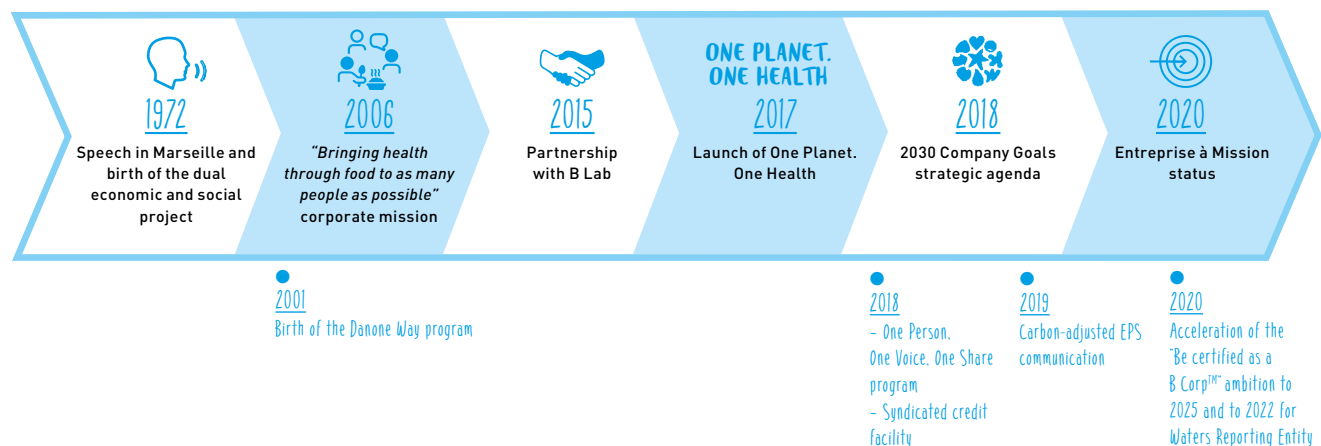 1972
Speech in Marseille and
birth of the dual
economic and social
project
2006
“Bringing health
through food to as many
people as possible”
corporate mission
2015
Partnership
with B Lab
ONE PLANET.
ONE HEALTH
2017
Launch of One Planet.
One Health
2018
2030 Company Goals
strategic agenda
2020
Entreprise à Mission
status
2001
Birth of the Danone Way program
2018
– One Person,
One Voice, One Share
program
– Syndicated credit
facility
2019
Carbon-adjusted EPS
communication
2020
Acceleration of the
"Be certified as a
B Corp™" ambition to
2025 and to 2022 for
Waters Reporting Entity